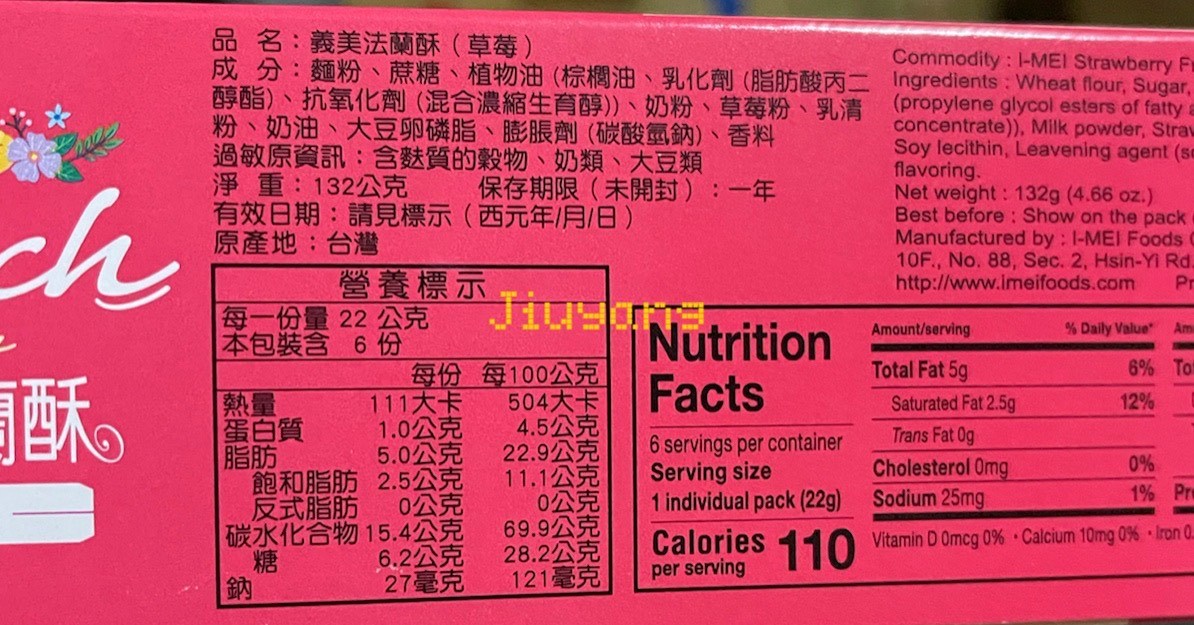 品 名：義美法蘭酥（草莓）
成 分：麵粉、蔗糖、植物油 (棕櫚油、乳化劑 (脂肪酸丙二
醇酯)、抗氧化劑 (混合濃縮生育醇))、奶粉、草莓粉、乳清
粉、奶油、大豆卵磷脂、膨脹劑 (碳酸氫鈉)、香料
過敏原資訊：含麩質的穀物、奶類、大豆類
淨 重：132公克 保存期限（未開封）：一年
有效日期：請見標示（西元年/月/日）
原產地：台灣
ch
酥
營養標示
每一份量 22 公克
本包裝含 6 份
每份 每100公克
熱量 111大卡 504大卡
蛋白質 1.0公克 4.5公克
脂肪 5.0公克 22.9公克
飽和脂肪 2.5公克 11.1公克
反式脂肪 0公克 0公克
碳水化合物 15.4公克 69.9公克
糖 6.2公克 28.2公克
鈉 27毫克 121毫克
Jiuyang
Commodity : I-MEI Strawberry
Ingredients : Wheat flour, Sugar,
(propylene glycol esters of fatty
concentrate)), Milk powder,
Soy lecithin, Leavening agent
flavoring.
Net weight : 132g (4.66 oz.)
Best before : Show on the pack
Manufactured by : I-MEI Foods
10F., No. 88, Sec. 2, Hsin-Yi Rd.
http://www.imeifoods.com
Nutrition
Facts
6 servings per container
Serving size
1 individual pack (22g)
Calories 110
per serving
Amount/serving % Daily Value*
Total Fat 5g 6%
Saturated Fat 2.5g 12%
Trans Fat 0g
Cholesterol 0mg 0%
Sodium 25mg 1%
Vitamin D 0mcg 0% • Calcium 10mg 0% • Iron